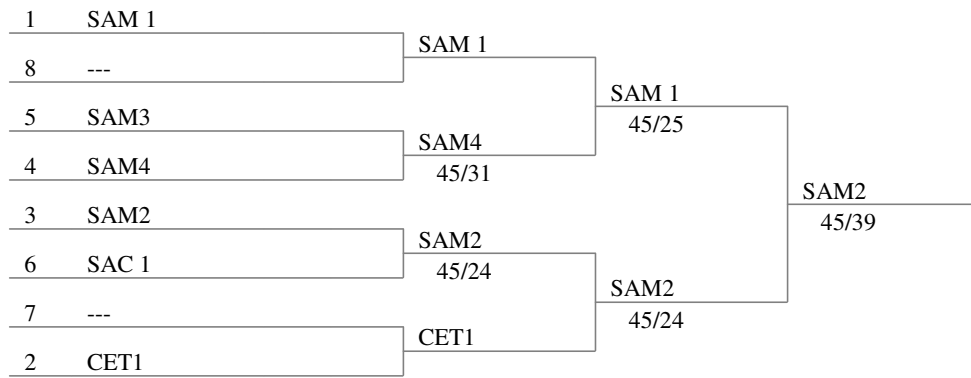 1 SAM 1
SAM 1
8 ---
SAM 1
45/25
5 SAM3
SAM4
45/31
4 SAM4
SAM2
45/39
3 SAM2
SAM2
45/24
6 SAC 1
SAM2
45/24
7 ---
CET1
2 CET1